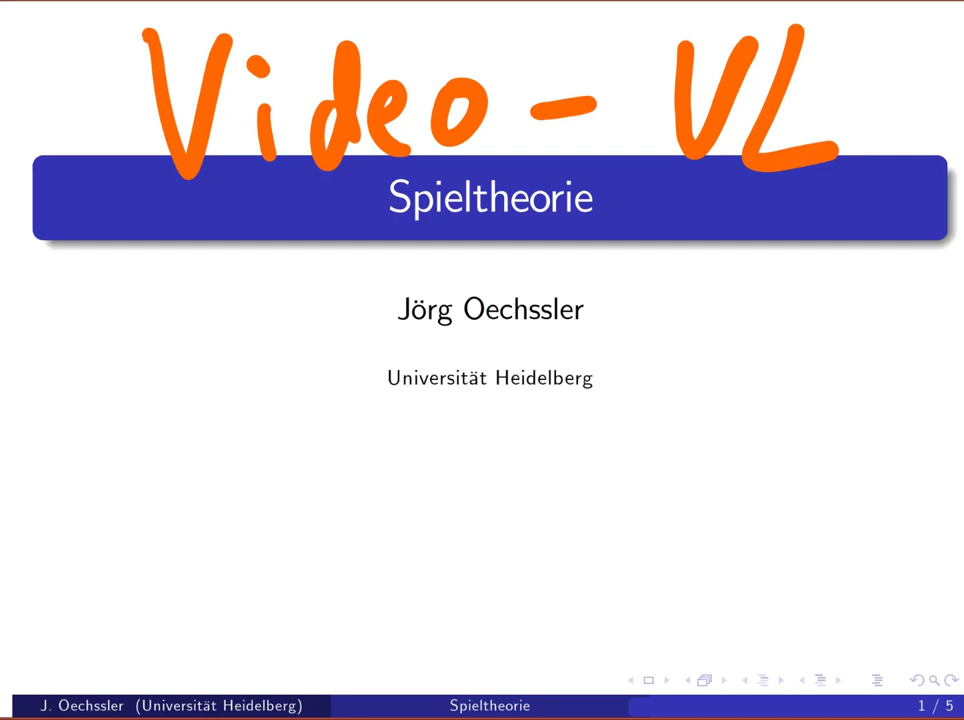 Video - VL
Spieltheorie
Jörg Oechssler
Universität Heidelberg
J. Oechssler (Universität Heidelberg) Spieltheorie 1 / 5